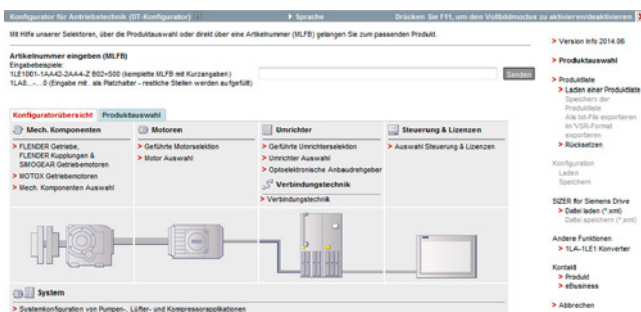 Konfigurator für Antriebstechnik (DT-Konfigurator)
Sprache
Drücken Sie F11, um den Vollbildmodus zu aktivieren/deaktivieren
Mit Hilfe unserer Selektoren, über die Produktauswahl oder direkt über eine Artikelnummer (MLFB) gelangen Sie zum passenden Produkt.
Artikelnummer eingeben (MLFB)
Eingabebeispiele:
1LE1001-1AA42-2AA4-Z B02+S00 (komplette MLFB mit Kurzangaben)
1LA8...-...0 (Eingabe mit . als Platzhalter - restliche Stellen werden aufgefüllt)
Senden
Konfiguratorübersicht
Produktauswahl
Mech. Komponenten
FLENDER Getriebe,
FLENDER Kupplungen &
SIMOGEAR Getriebemotoren
MOTOX Getriebemotoren
Mech. Komponenten Auswahl
Motoren
Geführte Motorselektion
Motor Auswahl
Umrichter
Geführte Umrichterselektion
Umrichter Auswahl
Optoelektronische Anbaudrehgeber
Verbindungstechnik
Verbindungstechnik
Steuerung & Lizenzen
Auswahl Steuerung & Lizenzen
System
Systemkonfiguration von Pumpen-, Lüfter- und Kompressorapplikationen
Version Info 2014.06
Produktauswahl
Produktliste
Laden einer Produktliste
Speichern der
Produktliste
Als txt-File exportieren
Im VSR-Format
exportieren
Rücksetzen
Konfiguration
Laden
Speichern
SIZER for Siemens Drive
Datei laden (*.xml)
Datei speichern (*.xml)
Andere Funktionen
1LA-1LE1 Konverter
Kontakt
Produkt
eBusiness
Abbrechen